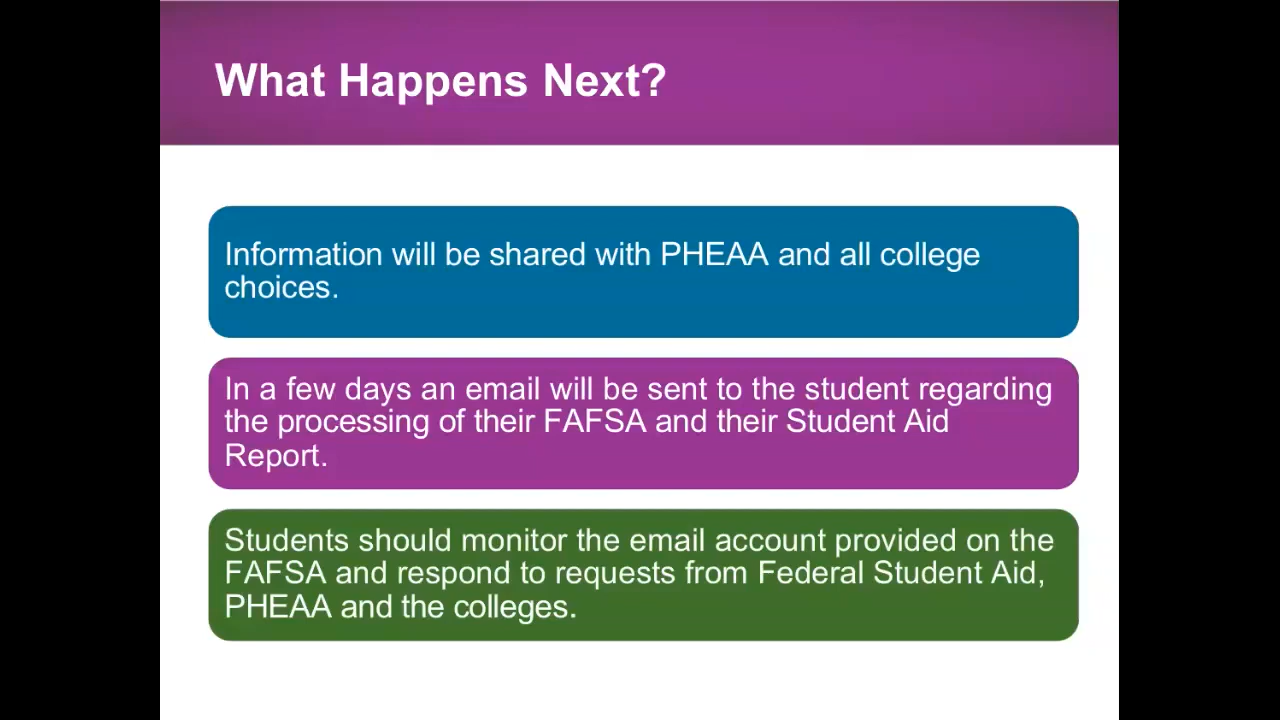 What Happens Next?
Information will be shared with PHEAA and all college
choices.
In a few days an email will be sent to the student regarding
the processing of their FAFSA and their Student Aid
Report.
Students should monitor the email account provided on the
FAFSA and respond to requests from Federal Student Aid,
PHEAA and the colleges.